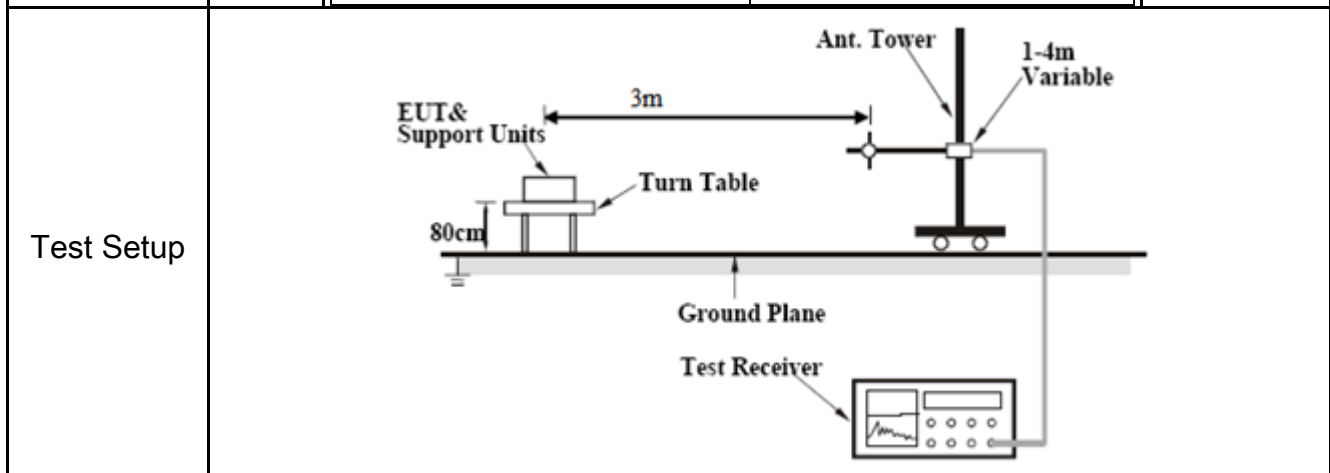 Test Setup
Ant. Tower
1-4m
Variable
3m
EUT&
Support Units
Turn Table
80cm
Ground Plane
Test Receiver